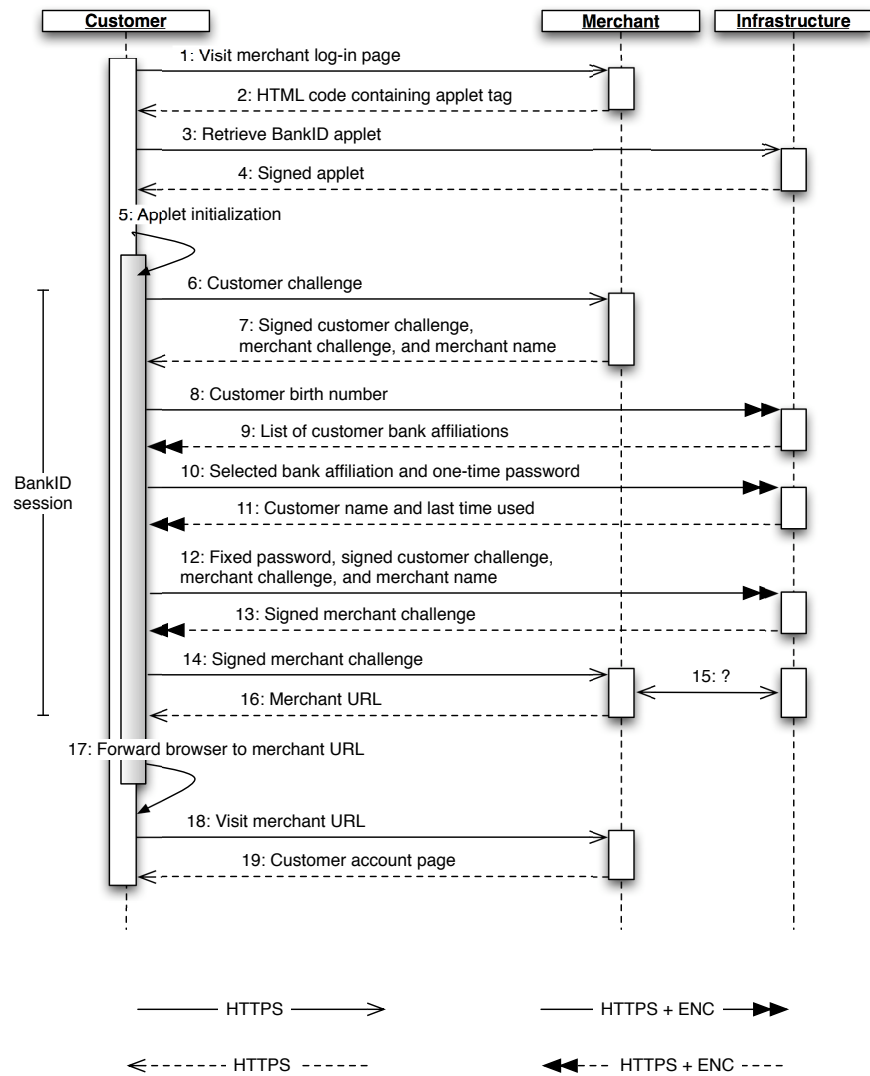 Customer
Merchant
Infrastructure
1: Visit merchant log-in page
2: HTML code containing applet tag
3: Retrieve BankID applet
4: Signed applet
5: Applet initialization
6: Customer challenge
7: Signed customer challenge,
merchant challenge, and merchant name
8: Customer birth number
9: List of customer bank affiliations
10: Selected bank affiliation and one-time password
BankID
session
11: Customer name and last time used
12: Fixed password, signed customer challenge,
merchant challenge, and merchant name
13: Signed merchant challenge
14: Signed merchant challenge
15: ?
16: Merchant URL
17: Forward browser to merchant URL
18: Visit merchant URL
19: Customer account page
HTTPS
HTTPS + ENC
HTTPS
HTTPS + ENC